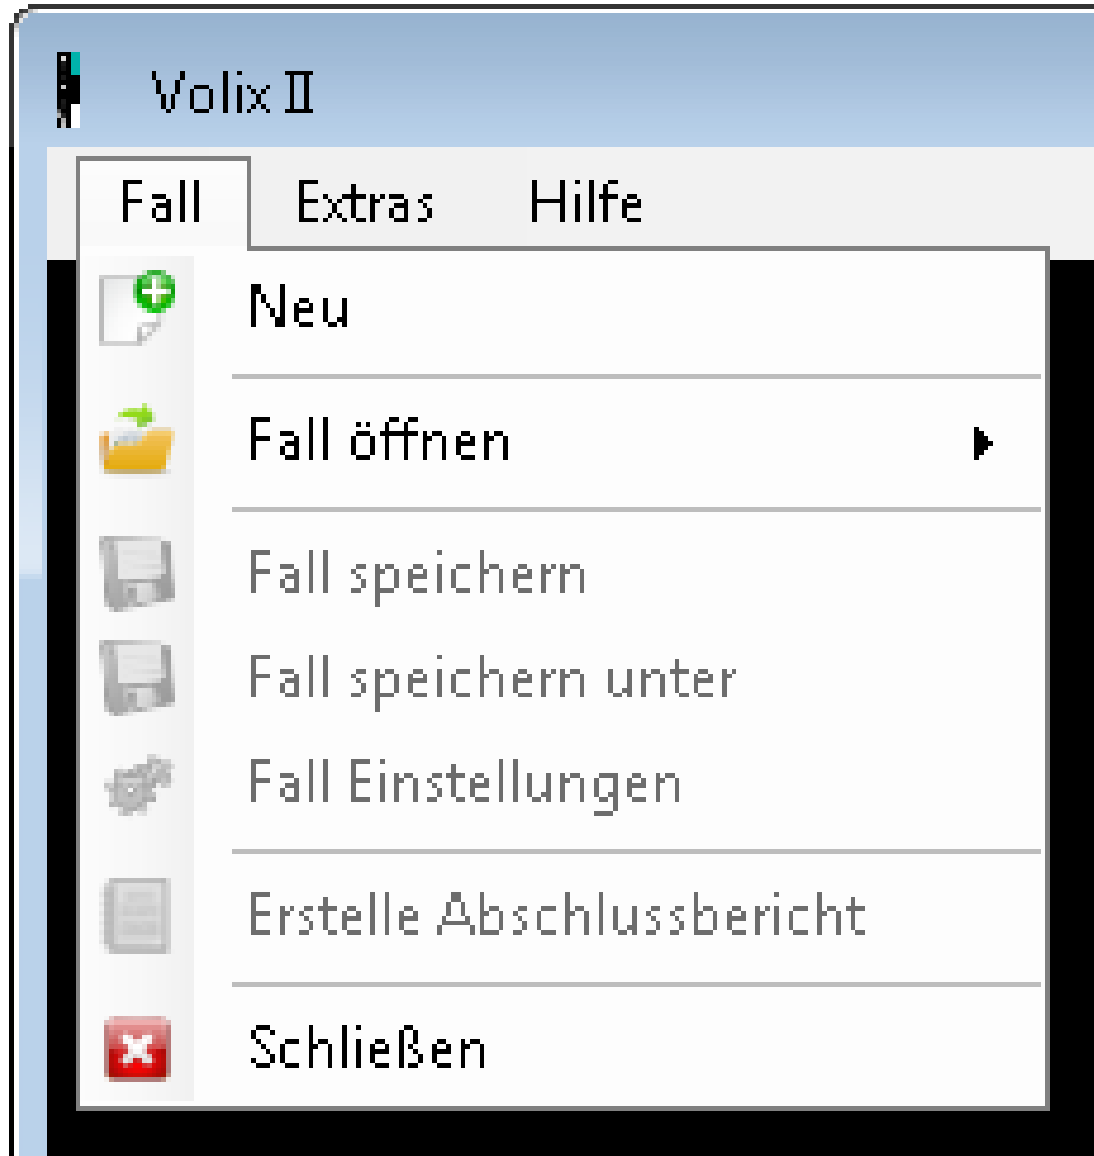 Volix II
Fall Extras Hilfe
Neu
Fall öffnen
Fall speichern
Fall speichern unter
Fall Einstellungen
Erstelle Abschlussbericht
Schließen